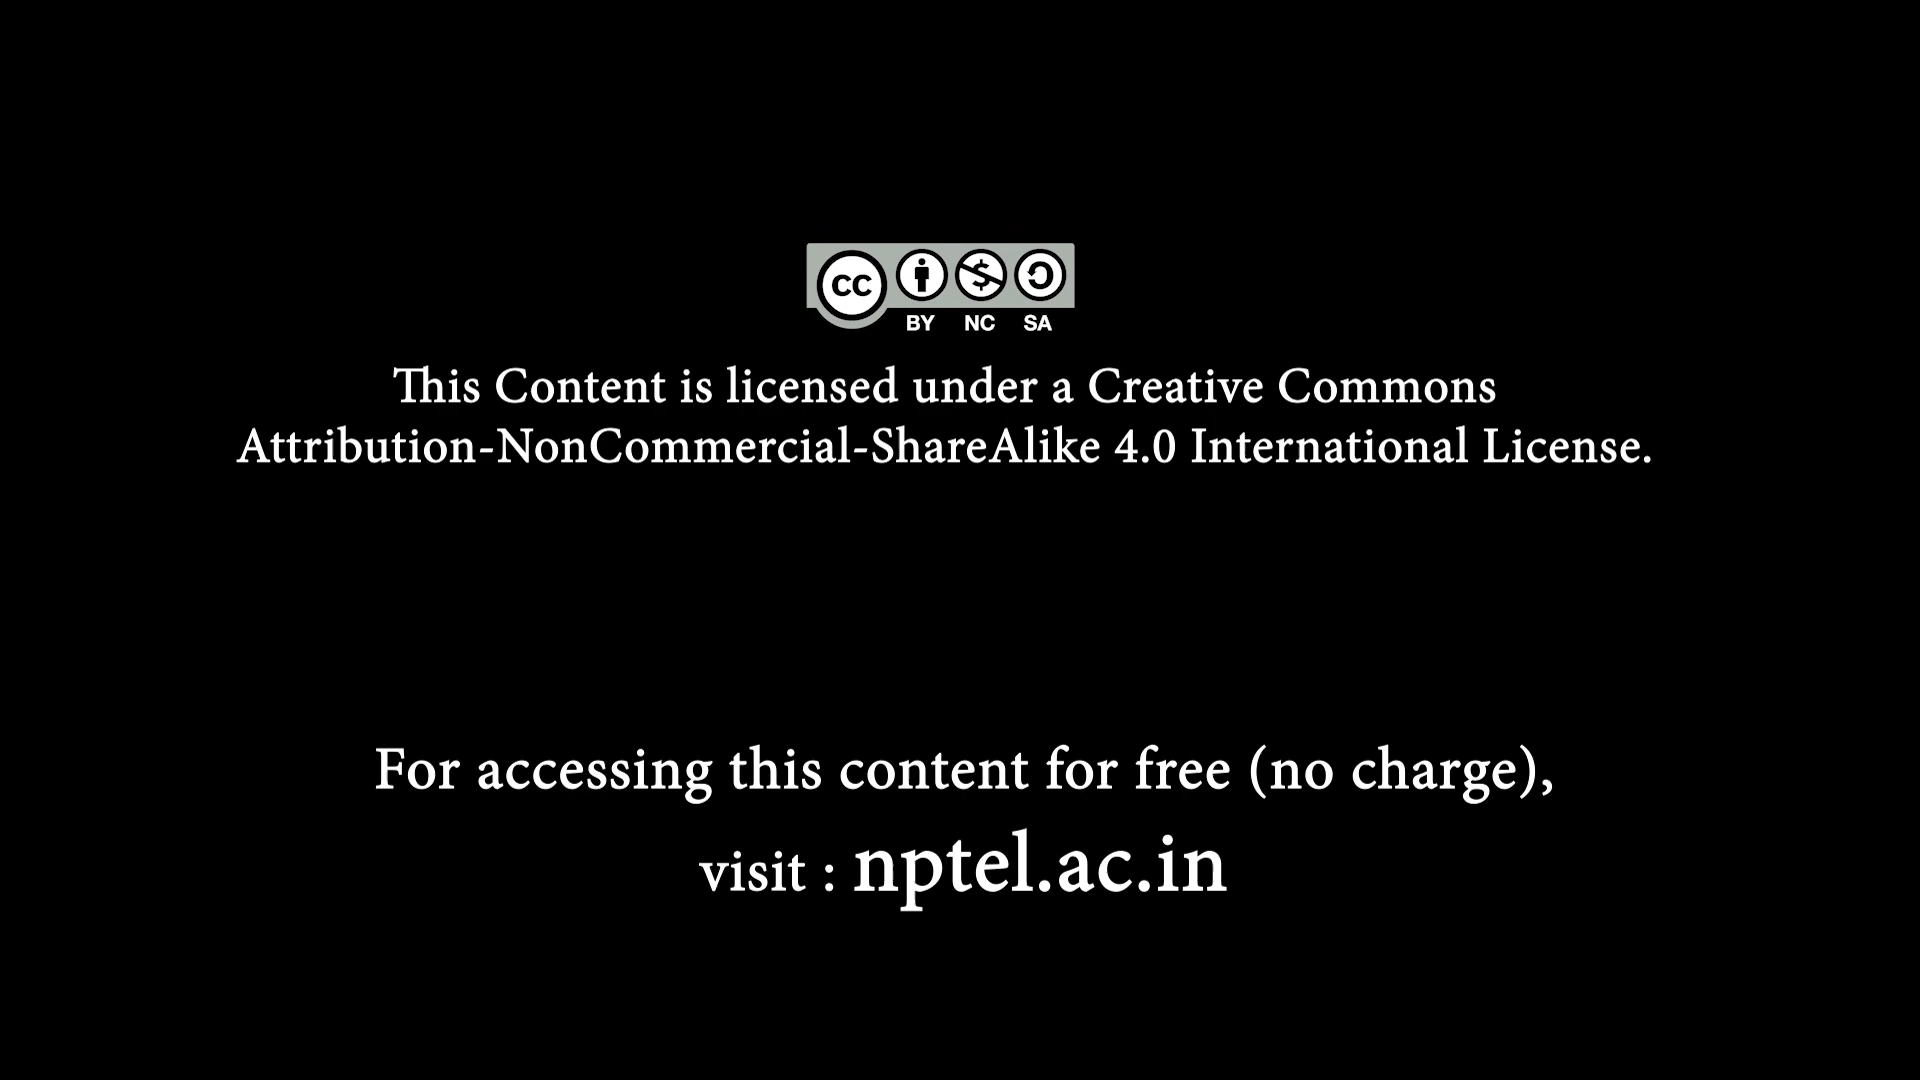 cc
BY NC SA
This Content is licensed under a Creative Commons
Attribution-NonCommercial-ShareAlike 4.0 International License.
For accessing this content for free (no charge),
visit : nptel.ac.in